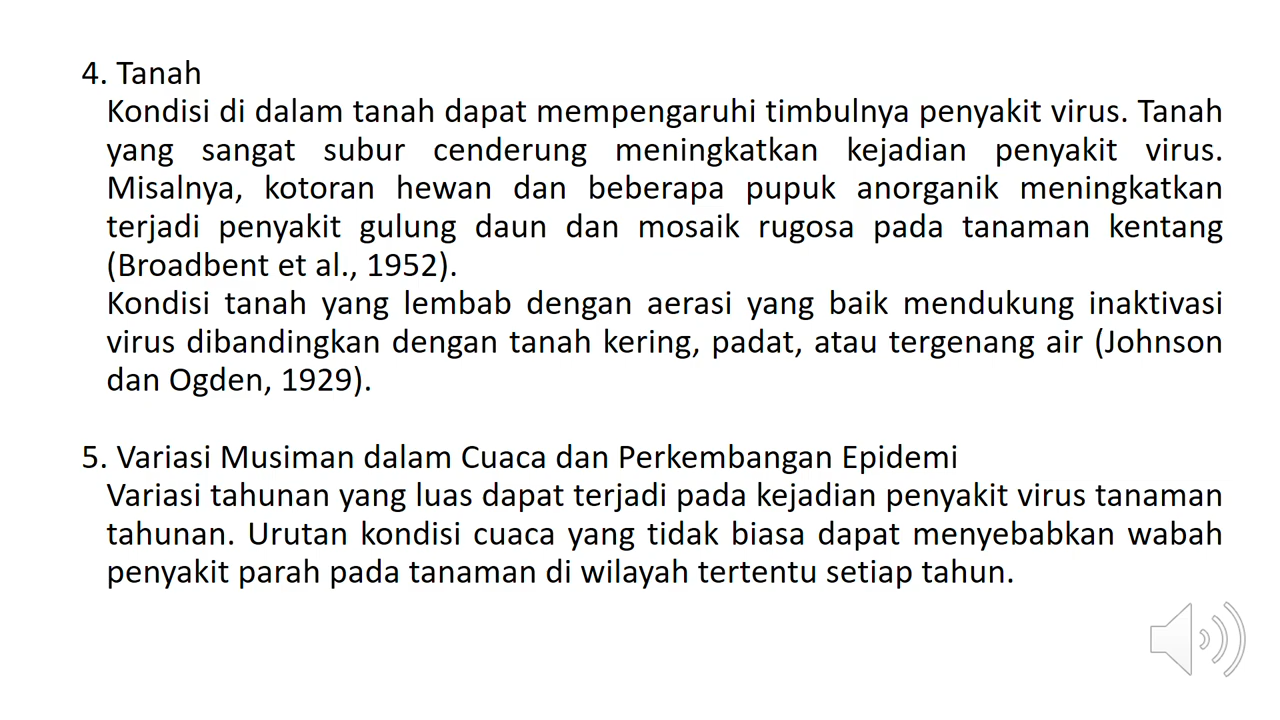 4. Tanah
Kondisi di dalam tanah dapat mempengaruhi timbulnya penyakit virus. Tanah
yang sangat subur cenderung meningkatkan kejadian penyakit virus.
Misalnya, kotoran hewan dan beberapa pupuk anorganik meningkatkan
terjadi penyakit gulung daun dan mosaik rugosa pada tanaman kentang
(Broadbent et al., 1952).
Kondisi tanah yang lembab dengan aerasi yang baik mendukung inaktivasi
virus dibandingkan dengan tanah kering, padat, atau tergenang air (Johnson
dan Ogden, 1929).
5. Variasi Musiman dalam Cuaca dan Perkembangan Epidemi
Variasi tahunan yang luas dapat terjadi pada kejadian penyakit virus tanaman
tahunan. Urutan kondisi cuaca yang tidak biasa dapat menyebabkan wabah
penyakit parah pada tanaman di wilayah tertentu setiap tahun.